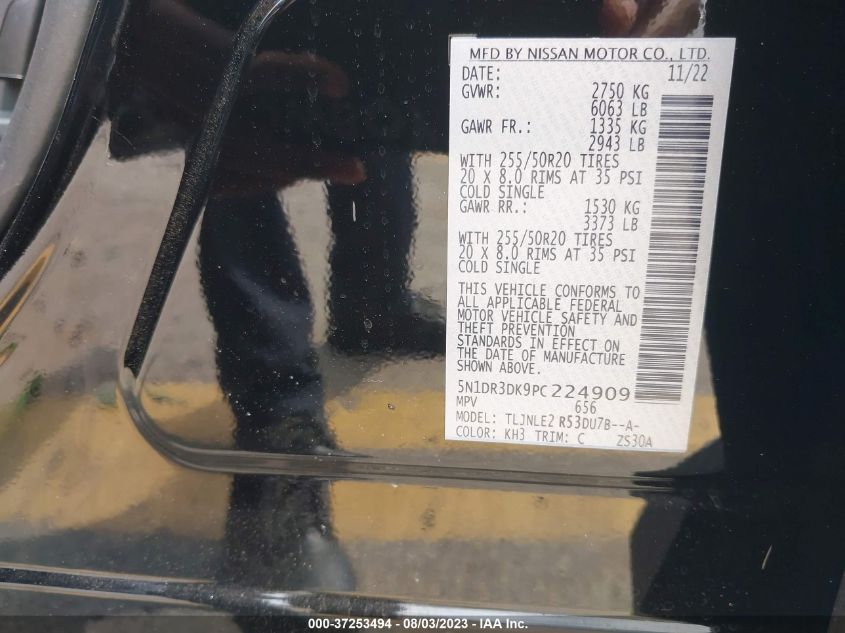 MFD BY NISSAN MOTOR CO., LTD.
DATE: 11/22
GVWR: 2750 KG
6063 LB
GAWR FR.: 1335 KG
2943 LB
WITH 255/50R20 TIRES
20 X 8.0 RIMS AT 35 PSI
COLD SINGLE
GAWR RR.: 1530 KG
3373 LB
WITH 255/50R20 TIRES
20 X 8.0 RIMS AT 35 PSI
COLD SINGLE
THIS VEHICLE CONFORMS TO
ALL APPLICABLE FEDERAL
MOTOR VEHICLE SAFETY AND
THEFT PREVENTION
STANDARDS IN EFFECT ON
THE DATE OF MANUFACTURE
SHOWN ABOVE.
5N1DR3DK9PC224909
MPV 656
MODEL: TLJNLE2 R53DU7B--A-
COLOR: KH3 TRIM: C ZS30A
000-37253494 - 08/03/2023 - IAA Inc.